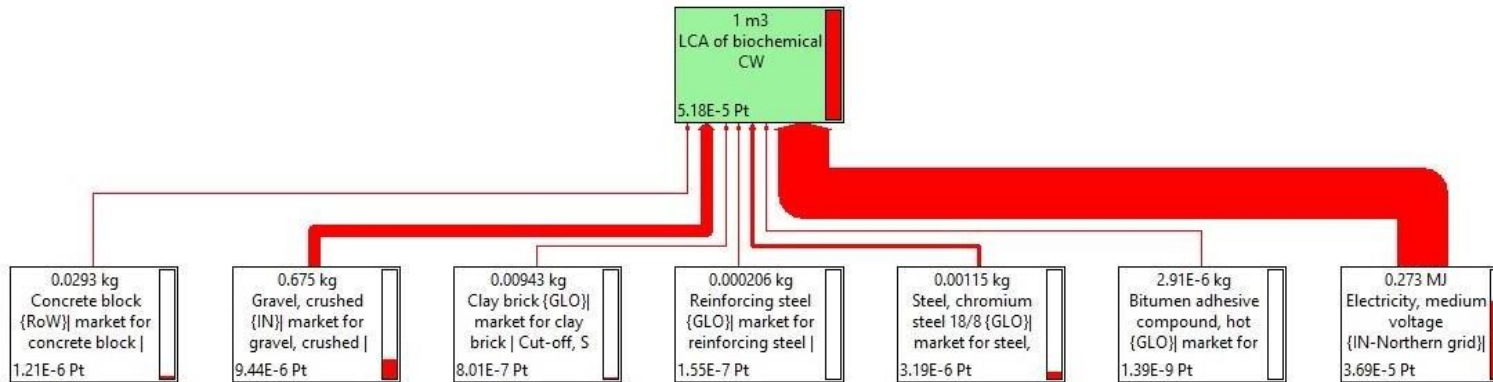 1 m3
LCA of biochemical
CW
5.18E-5 Pt
0.0293 kg
Concrete block
{RoW}| market for
concrete block |
1.21E-6 Pt
0.675 kg
Gravel, crushed
{IN}| market for
gravel, crushed |
9.44E-6 Pt
0.00943 kg
Clay brick {GLO}|
market for clay
brick | Cut-off, S
8.01E-7 Pt
0.000206 kg
Reinforcing steel
{GLO}| market for
reinforcing steel |
1.55E-7 Pt
0.00115 kg
Steel, chromium
steel 18/8 {GLO}|
market for steel,
3.19E-6 Pt
2.91E-6 kg
Bitumen adhesive
compound, hot
{GLO}| market for
1.39E-9 Pt
0.273 MJ
Electricity, medium
voltage
{IN-Northern grid}|
3.69E-5 Pt